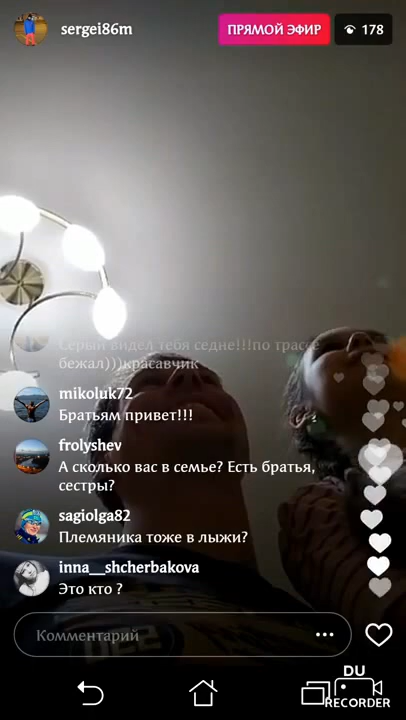 sergei86m
ПРЯМОЙ ЭФИР
178
Серый видел тебя седне!!!по трассе
бежал)))красавчик
mikoluk72
Братьям привет!!!
frolyshev
А сколько вас в семье? Есть братья,
сестры?
sagiolga82
Племяника тоже в лыжи?
inna__shcherbakova
Это кто ?
Комментарий
DU
RECORDER